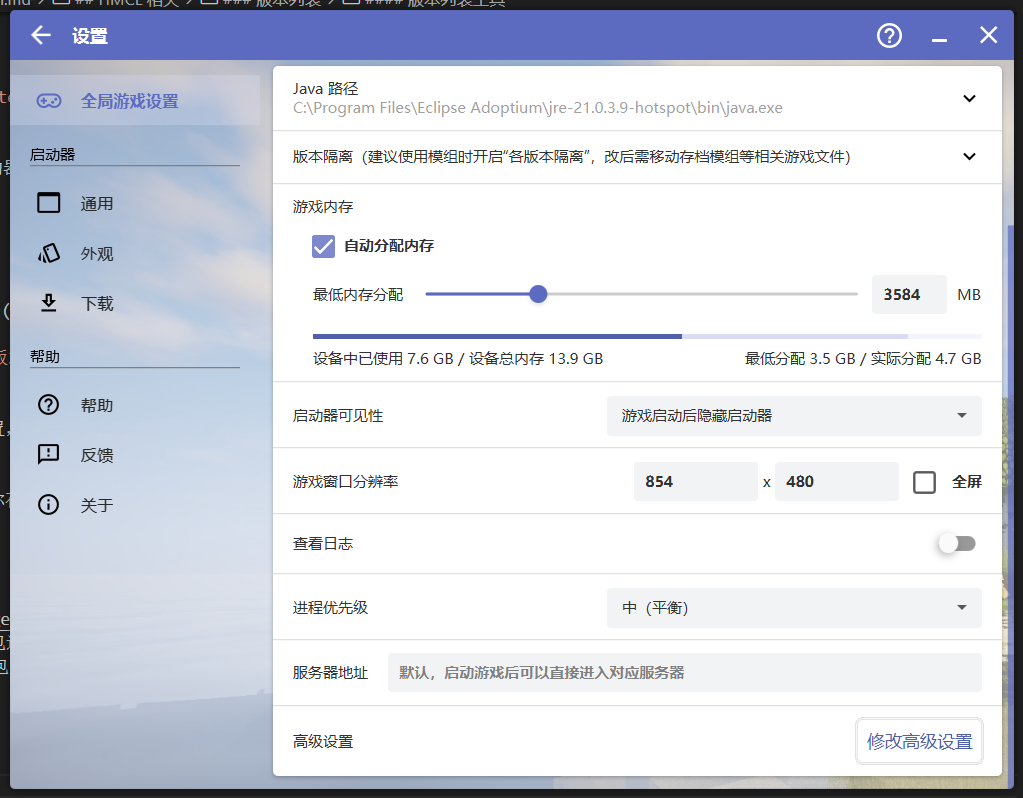 设置
全局游戏设置
启动器
通用
外观
下载
帮助
帮助
反馈
关于
Java 路径
C:\Program Files\Eclipse Adoptium\jre-21.0.3.9-hotspot\bin\java.exe
版本隔离（建议使用模组时开启“各版本隔离”，改后需移动存档模组等相关游戏文件）
游戏内存
自动分配内存
最低内存分配 3584 MB
设备中已使用 7.6 GB / 设备总内存 13.9 GB 最低分配 3.5 GB / 实际分配 4.7 GB
启动器可见性 游戏启动后隐藏启动器
游戏窗口分辨率 854 x 480 全屏
查看日志
进程优先级 中（平衡）
服务器地址 默认，启动游戏后可以直接进入对应服务器
高级设置 修改高级设置